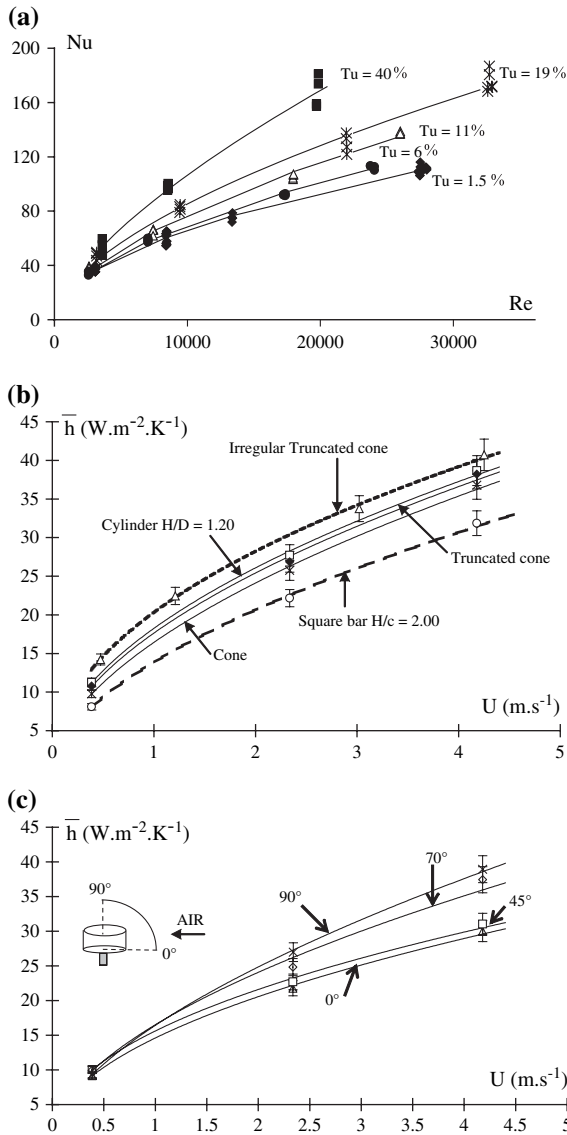 (a)
Nu
200
160
120
80
40
0
Tu = 40 %
Tu = 19 %
Tu = 11%
Tu = 6%
Tu = 1.5 %
Re
0 10000 20000 30000
(b)
h (W.m-2.K-1)
45
40
35
30
25
20
15
10
5
Irregular Truncated cone
Cylinder H/D = 1.20
Truncated cone
Square bar H/c = 2.00
Cone
U (m.s-1)
0 1 2 3 4 5
(c)
h (W.m-2.K-1)
45
40
35
30
25
20
15
10
5
90°
AIR
0°
90°
70°
45°
0°
U (m.s-1)
0 0.5 1 1.5 2 2.5 3 3.5 4 4.5 5